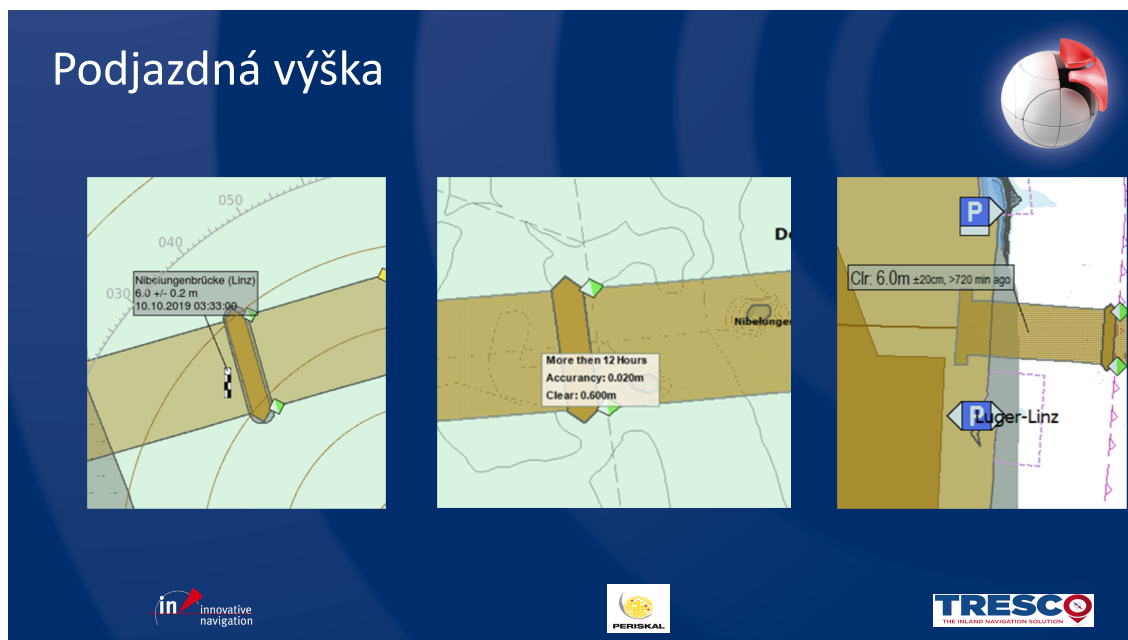 Podjazdná výška
050
040
030
Nibelungenbrücke (Linz)
6.0 +/- 0.2 m
10.10.2019 03:33:00
De
Nibelungen
More then 12 Hours
Accurancy: 0.020m
Clear: 0.600m
P
Clr: 6.0m ±20cm, >720 min ago
P
Luger-Linz
in
innovative
navigation
PERISKAL
TRESCO
THE INLAND NAVIGATION SOLUTION